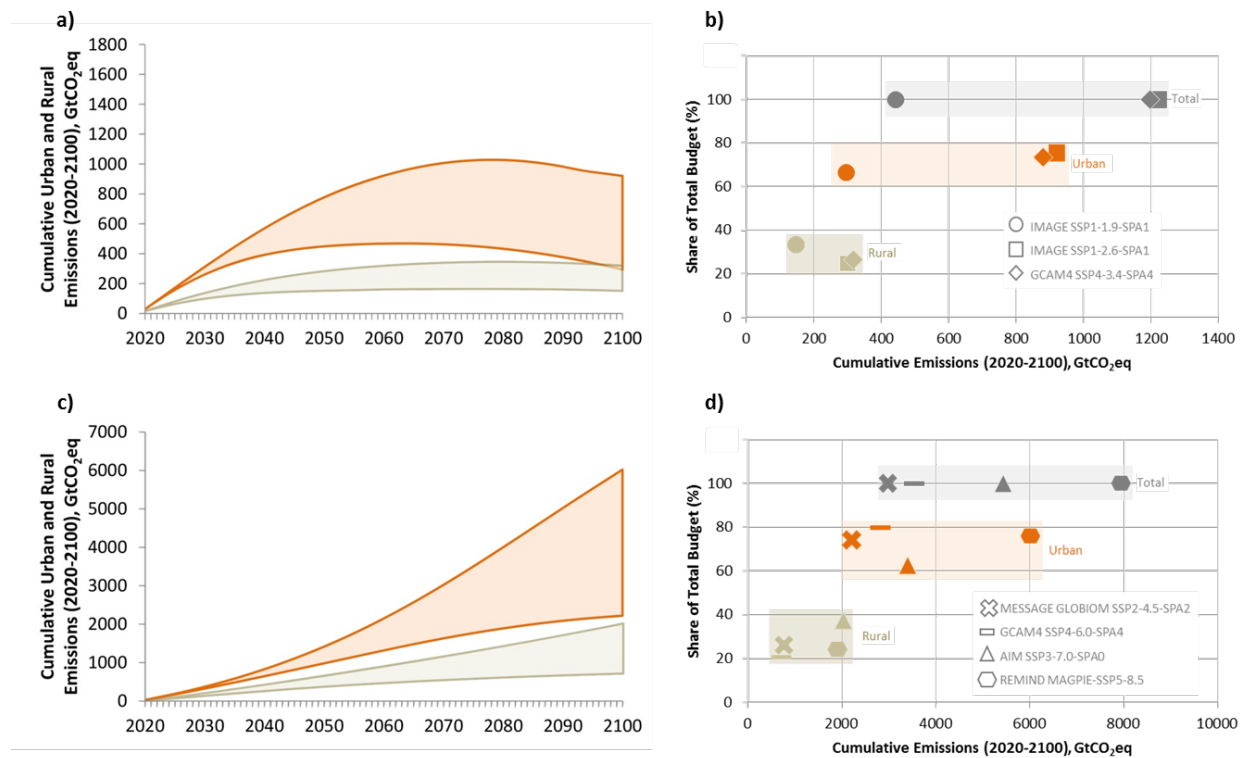 a)
Cumulative Urban and Rural
Emissions (2020-2100), GtCO2eq
1800
1600
1400
1200
1000
800
600
400
200
0
2020 2030 2040 2050 2060 2070 2080 2090 2100
b)
Share of Total Budget (%)
100
80
60
40
20
0
Total
Urban
Rural
IMAGE SSP1-1.9-SPA1
IMAGE SSP1-2.6-SPA1
GCAM4 SSP4-3.4-SPA4
0 200 400 600 800 1000 1200 1400
Cumulative Emissions (2020-2100), GtCO2eq
c)
Cumulative Urban and Rural
Emissions (2020-2100), GtCO2eq
7000
6000
5000
4000
3000
2000
1000
0
2020 2030 2040 2050 2060 2070 2080 2090 2100
d)
Share of Total Budget (%)
100
80
60
40
20
0
Total
Urban
Rural
MESSAGE GLOBIOM SSP2-4.5-SPA2
GCAM4 SSP4-6.0-SPA4
AIM SSP3-7.0-SPA0
REMIND MAGPIE-SSP5-8.5
0 2000 4000 6000 8000 10000
Cumulative Emissions (2020-2100), GtCO2eq